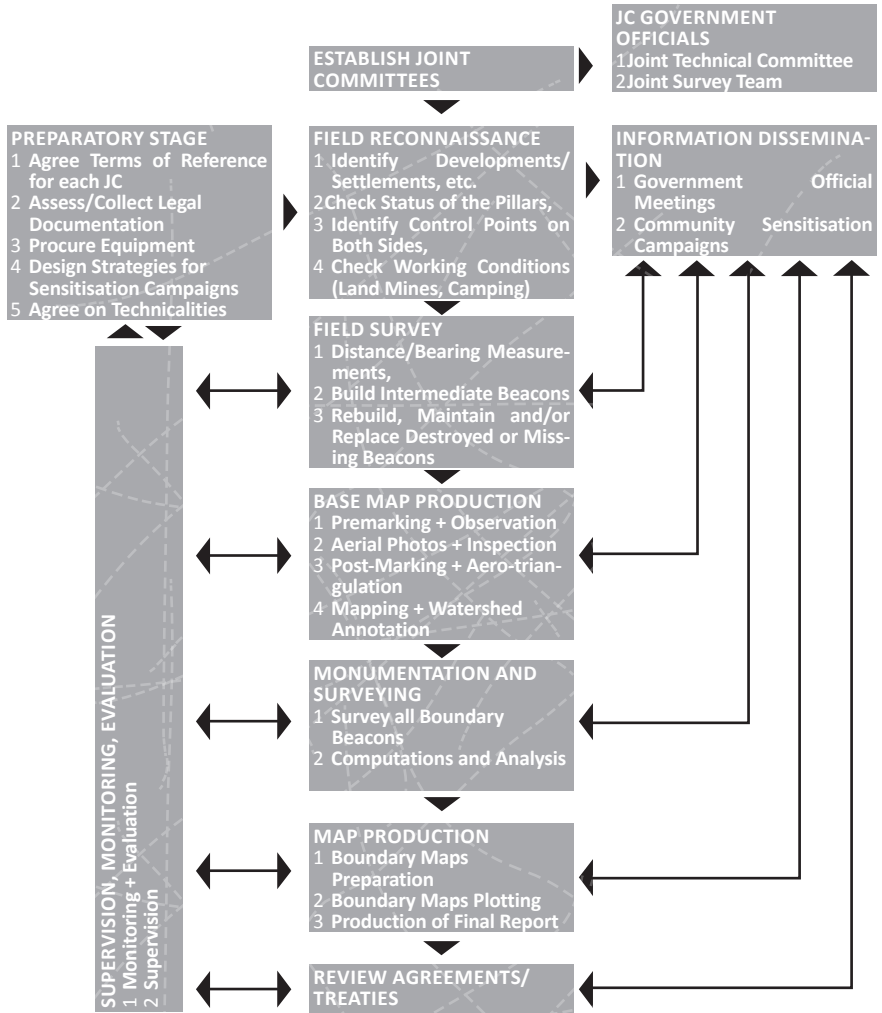 JC GOVERNMENT
OFFICIALS
1Joint Technical Committee
2Joint Survey Team
ESTABLISH JOINT
COMMITTEES
PREPARATORY STAGE
1 Agree Terms of Reference
for each JC
2 Assess/Collect Legal
Documentation
3 Procure Equipment
4 Design Strategies for
Sensitisation Campaigns
5 Agree on Technicalities
FIELD RECONNAISSANCE
1 Identify Developments/
Settlements, etc.
2Check Status of the Pillars,
3 Identify Control Points on
Both Sides,
4 Check Working Conditions
(Land Mines, Camping)
INFORMATION DISSEMINA-
TION
1 Government Official
Meetings
2 Community Sensitisation
Campaigns
FIELD SURVEY
1 Distance/Bearing Measure-
ments,
2 Build Intermediate Beacons
3 Rebuild, Maintain and/or
Replace Destroyed or Miss-
ing Beacons
BASE MAP PRODUCTION
1 Premarking + Observation
2 Aerial Photos + Inspection
3 Post-Marking + Aero-trian-
gulation
4 Mapping + Watershed
Annotation
MONUMENTATION AND
SURVEYING
1 Survey all Boundary
Beacons
2 Computations and Analysis
MAP PRODUCTION
1 Boundary Maps
Preparation
2 Boundary Maps Plotting
3 Production of Final Report
REVIEW AGREEMENTS/
TREATIES
SUPERVISION, MONITORING, EVALUATION
1 Monitoring + Evaluation
2 Supervision